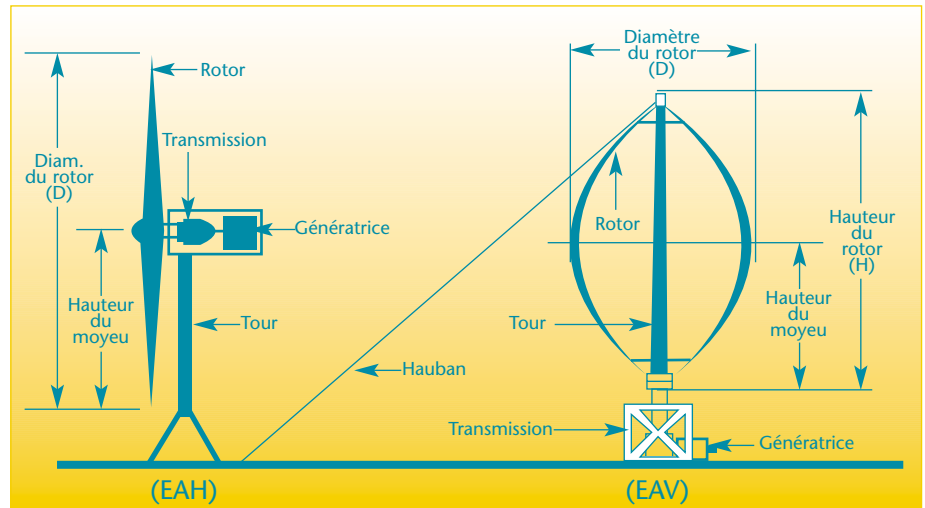 Rotor
Transmission
Diam.
du rotor
(D)
Génératrice
Hauteur
du
moyeu
Tour
(EAH)
Hauban
Diamètre
du rotor
(D)
Rotor
Hauteur
du
rotor
(H)
Hauteur
du
moyeu
Tour
Transmission
Génératrice
(EAV)